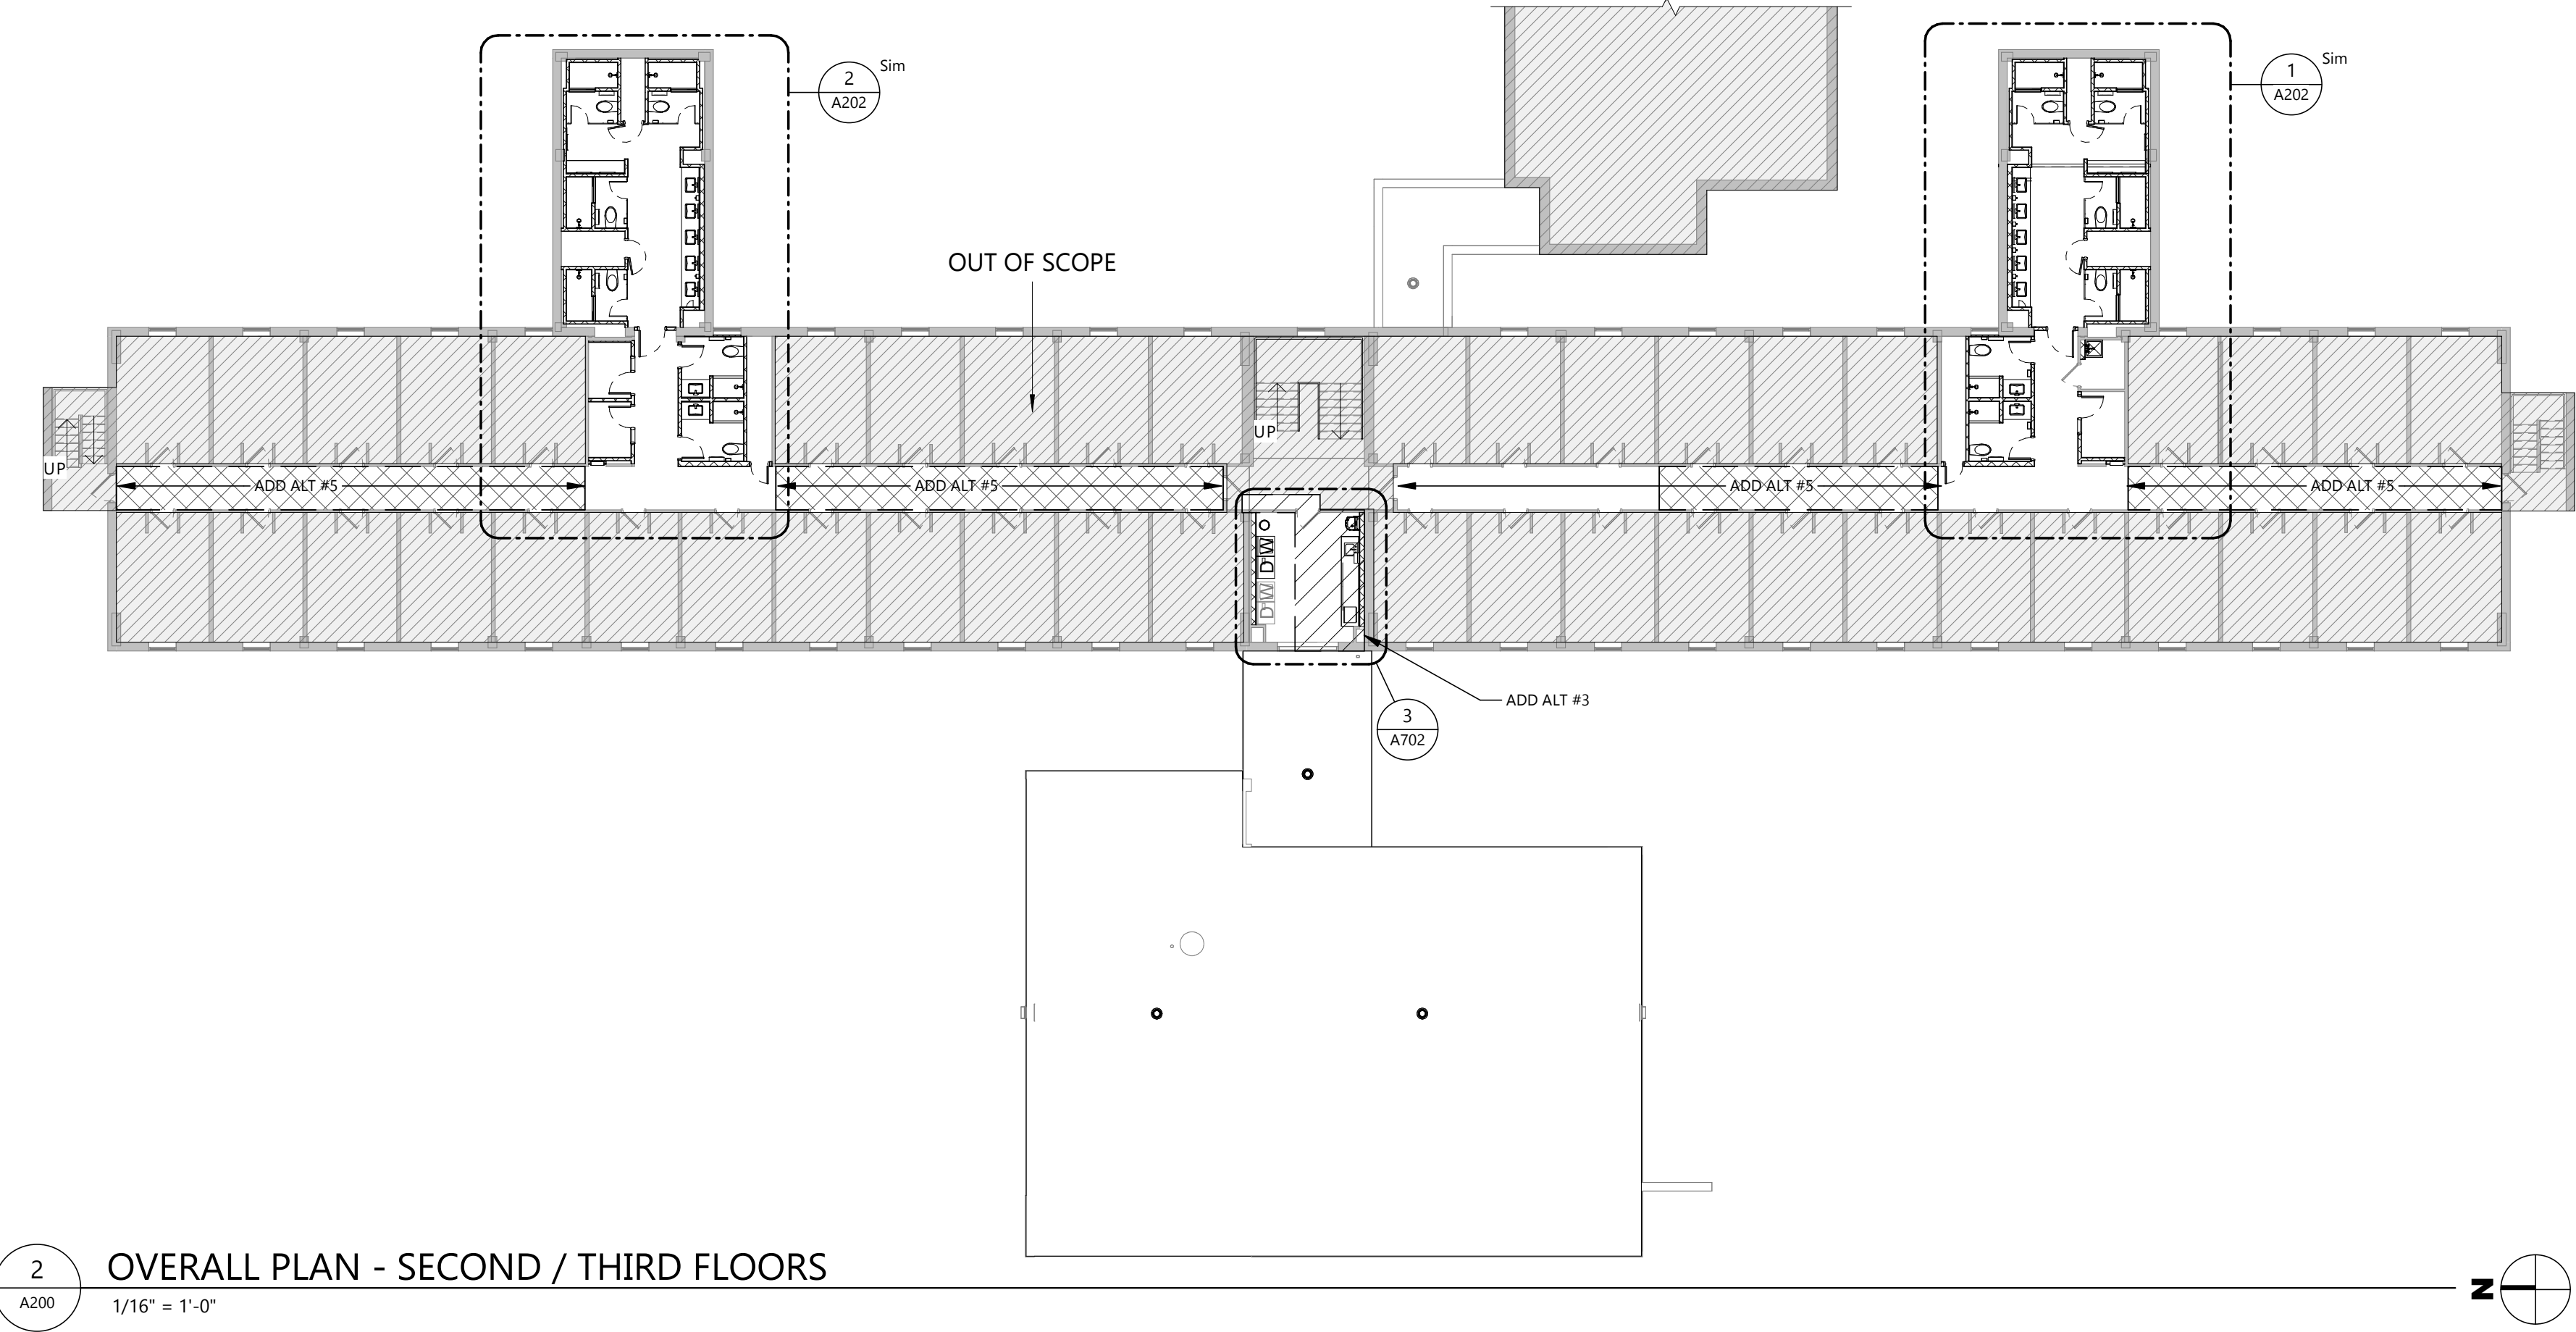 Sim
2
A202
Sim
1
A202
OUT OF SCOPE
UP
UP
ADD ALT #5
ADD ALT #5
ADD ALT #5
ADD ALT #5
W
D
W
D
ADD ALT #3
3
A702
2
A200
OVERALL PLAN - SECOND / THIRD FLOORS
1/16" = 1'-0"
N